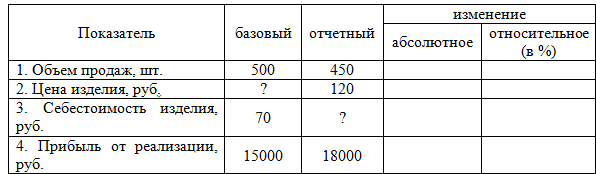 Показатель базовый отчетный изменение
абсолютное относительное (в %)
1. Объем продаж, шт. 500 450
2. Цена изделия, руб. ? 120
3. Себестоимость изделия,
руб. 70 ?
4. Прибыль от реализации,
руб. 15000 18000